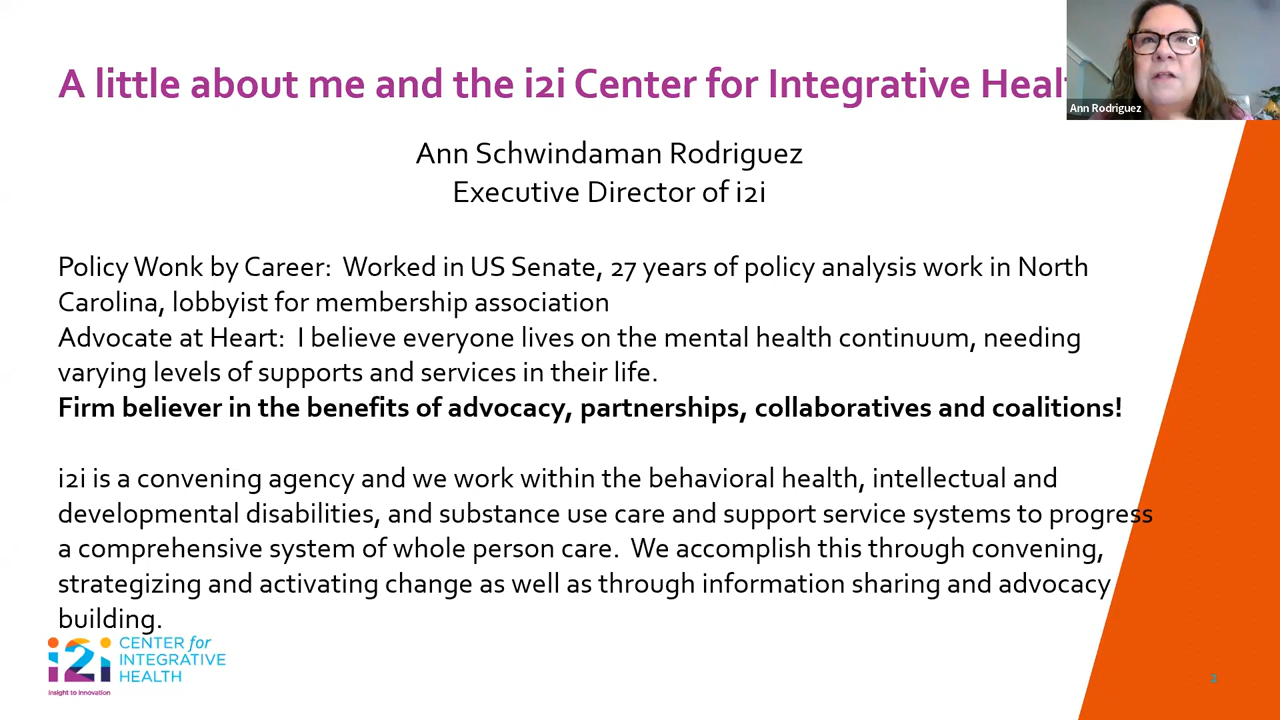 A little about me and the i2i Center for Integrative Healt
Ann Rodriguez
Ann Schwindaman Rodriguez
Executive Director of i2i
Policy Wonk by Career: Worked in US Senate, 27 years of policy analysis work in North
Carolina, lobbyist for membership association
Advocate at Heart: I believe everyone lives on the mental health continuum, needing
varying levels of supports and services in their life.
Firm believer in the benefits of advocacy, partnerships, collaboratives and coalitions!
i2i is a convening agency and we work within the behavioral health, intellectual and
developmental disabilities, and substance use care and support service systems to progress
a comprehensive system of whole person care. We accomplish this through convening,
strategizing and activating change as well as through information sharing and advocacy
building.
i2i
CENTER for
INTEGRATIVE
HEALTH
Insight to Innovation
2